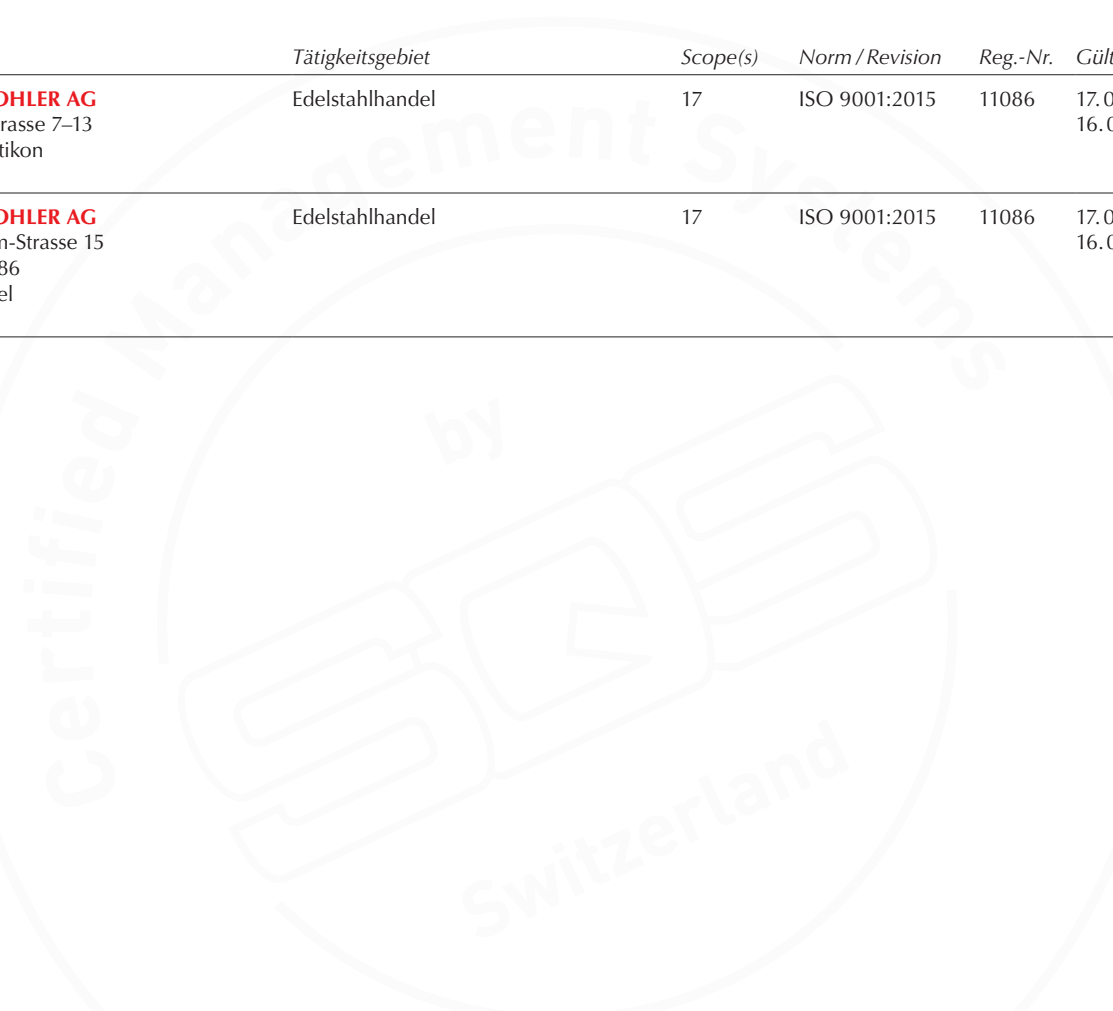 Tätigkeitsgebiet Scope(s) Norm / Revision Reg.-Nr. Gült
OHLER AG Edelstahlhandel 17 ISO 9001:2015 11086 17. 0
rasse 7–13 16. 0
tikon
OHLER AG Edelstahlhandel 17 ISO 9001:2015 11086 17. 0
n-Strasse 15 16. 0
86
el
Certified Management Systems
by
SQS
Switzerland